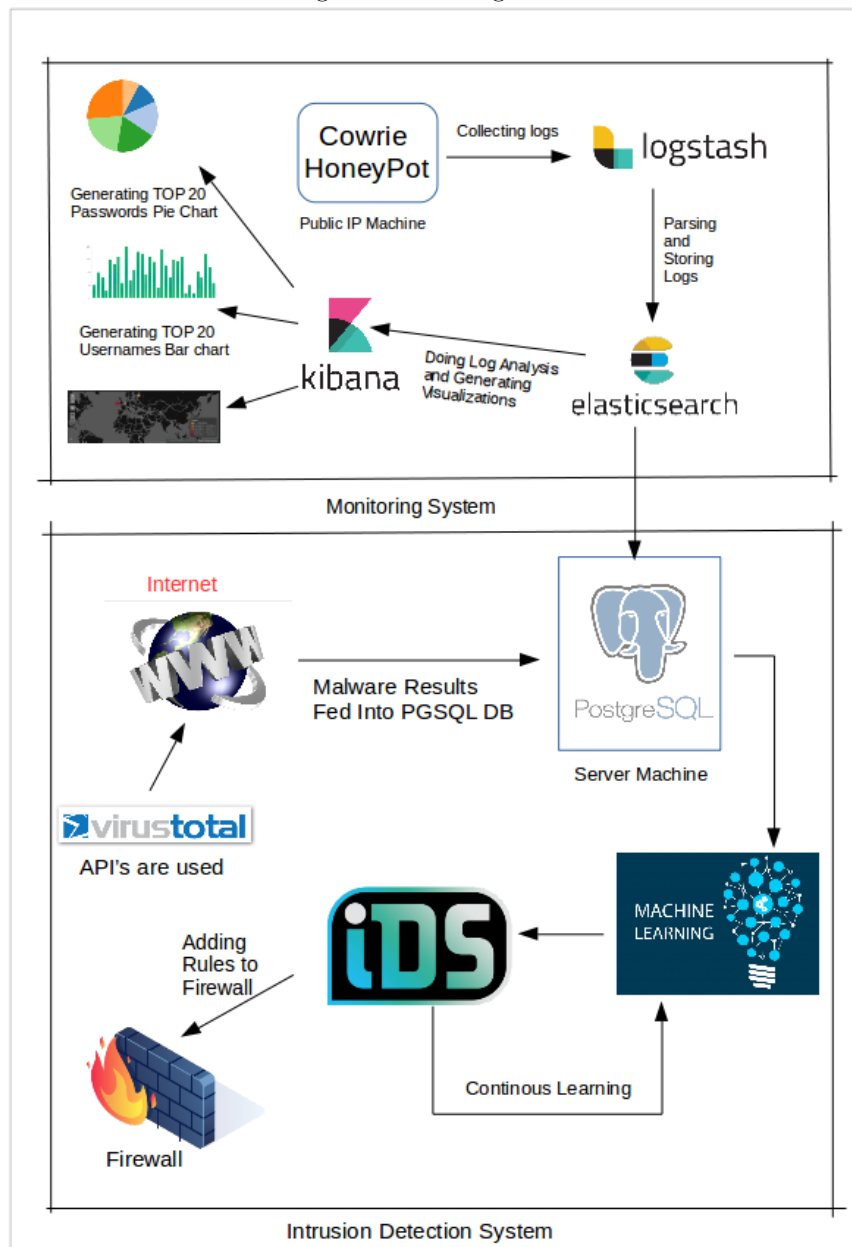 Cowrie
HoneyPot
Public IP Machine
Collecting logs
logstash
Parsing
and
Storing
Logs
elasticsearch
Doing Log Analysis
and Generating
Visualizations
kibana
Generating TOP 20
Passwords Pie Chart
Generating TOP 20
Usernames Bar chart
Monitoring System
Internet
WWW
Malware Results
Fed Into PGSQL DB
PostgreSQL
Server Machine
virustotal
API's are used
MACHINE
LEARNING
iDS
Adding
Rules to
Firewall
Continous Learning
Firewall
Intrusion Detection System